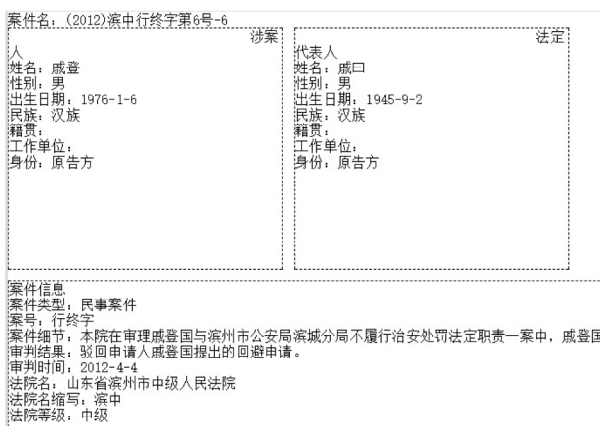 案件名：(2012)滨中行终字第6号-6
涉案
人
姓名：戚登
性别：男
出生日期：1976-1-6
民族：汉族
籍贯：
工作单位：
身份：原告方
法定
代表人
姓名：戚曰
性别：男
出生日期：1945-9-2
民族：汉族
籍贯：
工作单位：
身份：原告方
案件信息
案件类型：民事案件
案号：行终字
案件细节：本院在审理戚登国与滨州市公安局滨城分局不履行治安处罚法定职责一案中，戚登国
审判结果：驳回申请人戚登国提出的回避申请。
审判时间：2012-4-4
法院名：山东省滨州市中级人民法院
法院名缩写：滨中
法院等级：中级